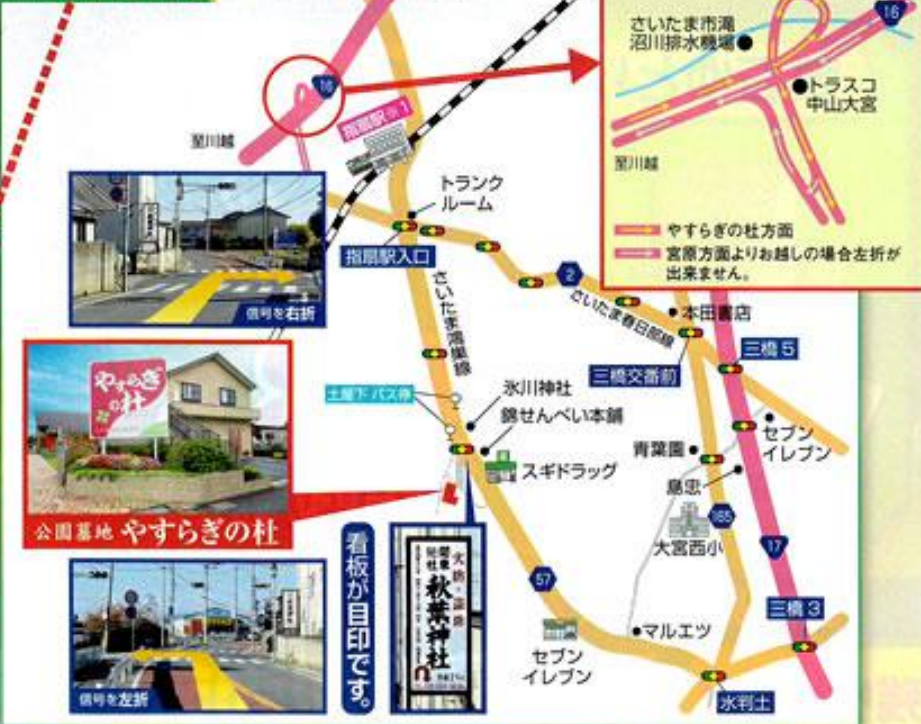 16
さいたま市滝
沼川排水機場
トラスコ
中山大宮
至川越
やすらぎの杜方面
宮原方面よりお越しの場合左折が
出来ません。
16
指扇駅※1
至川越
トランク
ルーム
指扇駅入口
信号を右折
さいたま鴻巣線
2
さいたま春日部線
本田書店
三橋交番前
三橋5
やすらぎ
の杜
公園墓地 やすらぎの杜
土屋下 バス停
氷川神社
錦せんべい本舗
スギドラッグ
青葉園
セブン
イレブン
島忠
165
大宮西小
17
三橋3
57
マルエツ
セブン
イレブン
水判土
看板が目印です。
秋葉神社
信号を左折